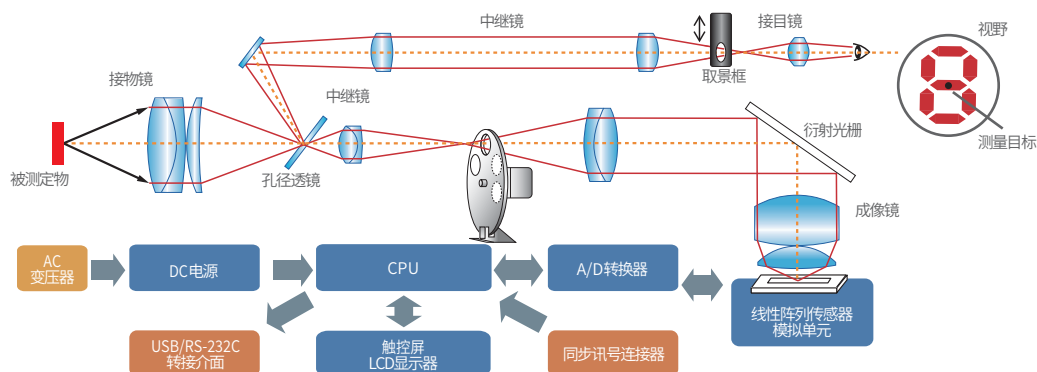 中继镜
接目镜
视野
取景框
测量目标
接物镜
中继镜
衍射光栅
被测定物
孔径透镜
成像镜
AC
变压器
DC电源
CPU
A/D转换器
线性阵列传感器
模拟单元
USB/RS-232C
转接介面
触控屏
LCD显示器
同步讯号连接器